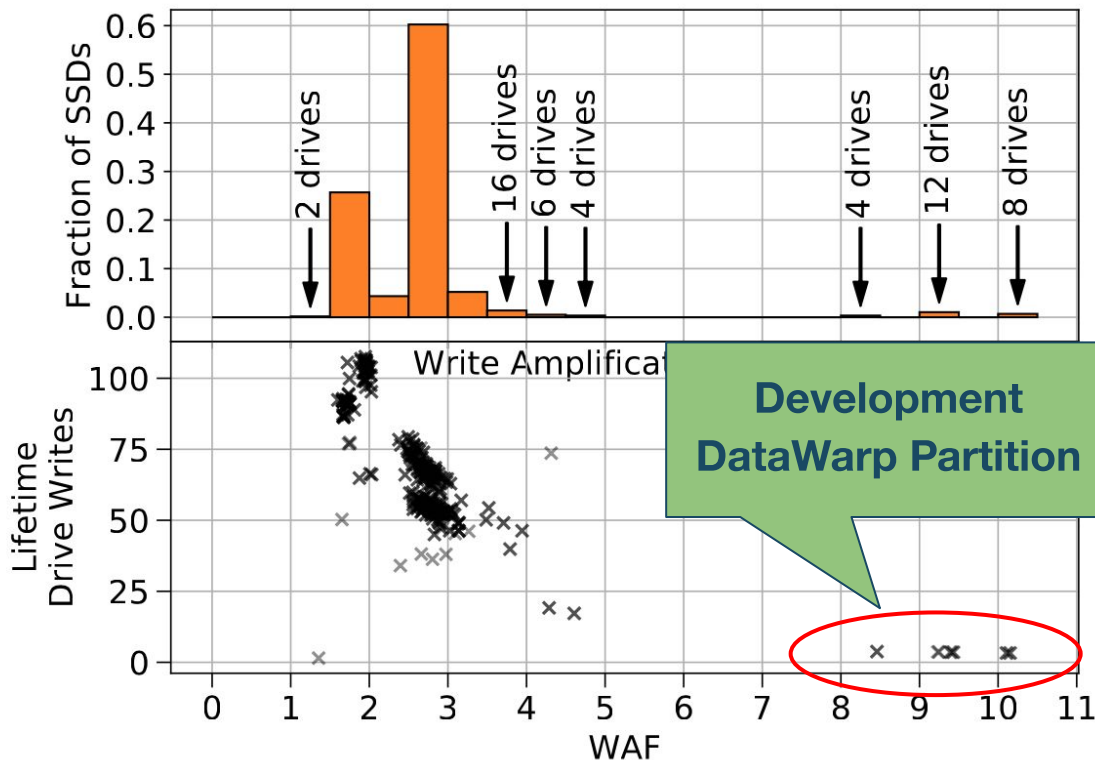 Fraction of SSDs
0.6
0.5
0.4
0.3
0.2
0.1
0.0
2 drives
16 drives
6 drives
4 drives
4 drives
12 drives
8 drives
Write Amplificat
Development
DataWarp Partition
Lifetime
Drive Writes
100
75
50
25
0
0 1 2 3 4 5 6 7 8 9 10 11
WAF